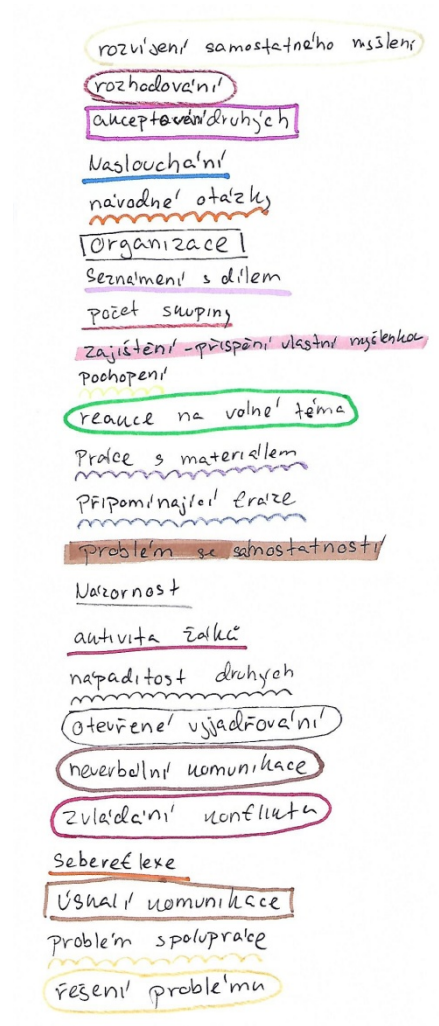 rozvíjení samostatného myšlení
rozhodování
akceptování druhých
Naslouchání
návodné otázky
organizace
Seznámení s dílem
počet skupiny
zajištění - přispění vlastní myšlenkou
Pochopení
reakce na volné téma
Práce s materiálem
Připomínající fráze
problém se samostatností
Názornost
aktivita žáků
nápaditost druhých
otevřené vyjadřování
neverbální komunikace
zvládání konfliktu
Sebereflexe
Úskalí komunikace
Problém spolupráce
řešení problému